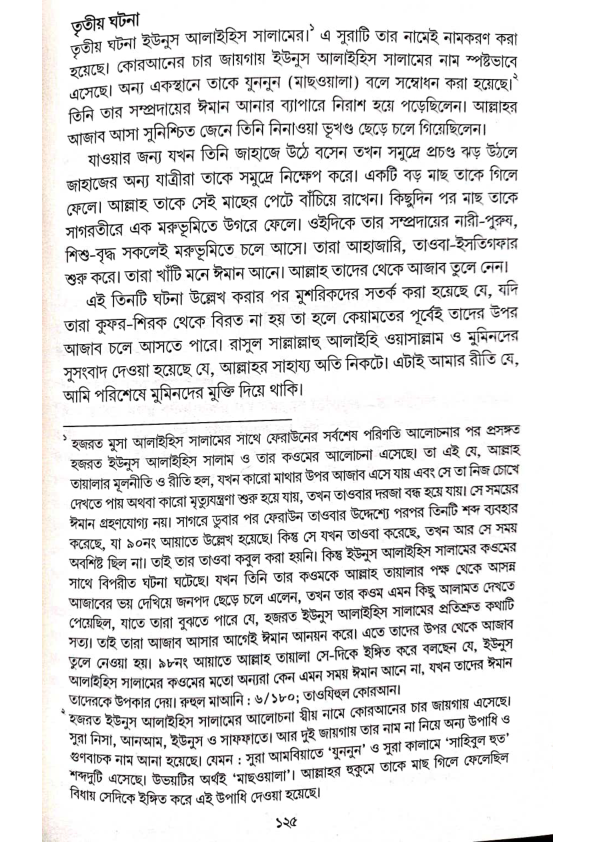 তৃতীয় ঘটনা
তৃতীয় ঘটনা ইউনুস আলাইহিস সালামের।১ এ সুরাটি তার নামেই নামকরণ করা
হয়েছে। কোরআনের চার জায়গায় ইউনুস আলাইহিস সালামের নাম স্পষ্টভাবে
এসেছে। অন্য একস্থানে তাকে যুননুন (মাছওয়ালা) বলে সম্বোধন করা হয়েছে।২
তিনি তার সম্প্রদায়ের ঈমান আনার ব্যাপারে নিরাশ হয়ে পড়েছিলেন। আল্লাহর
আজাব আসা সুনিশ্চিত জেনে তিনি নিনাওয়া ভূখণ্ড ছেড়ে চলে গিয়েছিলেন।
যাওয়ার জন্য যখন তিনি জাহাজে উঠে বসেন তখন সমুদ্রে প্রচণ্ড ঝড় উঠলে
জাহাজের অন্য যাত্রীরা তাকে সমুদ্রে নিক্ষেপ করে। একটি বড় মাছ তাকে গিলে
ফেলে। আল্লাহ তাকে সেই মাছের পেটে বাঁচিয়ে রাখেন। কিছুদিন পর মাছ তাকে
সাগরতীরে এক মরুভূমিতে উগরে ফেলে। ওইদিকে তার সম্প্রদায়ের নারী-পুরুষ,
শিশু-বৃদ্ধ সকলেই মরুভূমিতে চলে আসে। তারা আহাজারি, তাওবা-ইসতিগফার
শুরু করে। তারা খাঁটি মনে ঈমান আনে। আল্লাহ তাদের থেকে আজাব তুলে নেন।
এই তিনটি ঘটনা উল্লেখ করার পর মুশরিকদের সতর্ক করা হয়েছে যে, যদি
তারা কুফর-শিরক থেকে বিরত না হয় তা হলে কেয়ামতের পূর্বেই তাদের উপর
আজাব চলে আসতে পারে। রাসুল সাল্লাল্লাহু আলাইহি ওয়াসাল্লাম ও মুমিনদের
সুসংবাদ দেওয়া হয়েছে যে, আল্লাহর সাহায্য অতি নিকটে। এটাই আমার রীতি যে,
আমি পরিশেষে মুমিনদের মুক্তি দিয়ে থাকি।
১ হজরত মুসা আলাইহিস সালামের সাথে ফেরাউনের সর্বশেষ পরিণতি আলোচনার পর প্রসঙ্গত
হজরত ইউনুস আলাইহিস সালাম ও তার কওমের আলোচনা এসেছে। তা এই যে, আল্লাহ
তায়ালার মূলনীতি ও রীতি হল, যখন কারো মাথার উপর আজাব এসে যায় এবং সে তা নিজ চোখে
দেখতে পায় অথবা কারো মৃত্যুযন্ত্রণা শুরু হয়ে যায়, তখন তাওবার দরজা বন্ধ হয়ে যায়। সে সময়ের
ঈমান গ্রহণযোগ্য নয়। সাগরে ডুবার পর ফেরাউন তাওবার উদ্দেশ্যে পরপর তিনটি শব্দ ব্যবহার
করেছে, যা ৯০নং আয়াতে উল্লেখ হয়েছে। কিন্তু সে যখন তাওবা করেছে, তখন আর সে সময়
অবশিষ্ট ছিল না। তাই তার তাওবা কবুল করা হয়নি। কিন্তু ইউনুস আলাইহিস সালামের কওমের
সাথে বিপরীত ঘটনা ঘটেছে। যখন তিনি তার কওমকে আল্লাহ তায়ালার পক্ষ থেকে আসন্ন
আজাবের ভয় দেখিয়ে জনপদ ছেড়ে চলে এলেন, তখন তার কওম এমন কিছু আলামত দেখতে
পেয়েছিল, যাতে তারা বুঝতে পারে যে, হজরত ইউনুস আলাইহিস সালামের প্রতিশ্রুত কথাটি
সত্য। তাই তারা আজাব আসার আগেই ঈমান আনয়ন করে। এতে তাদের উপর থেকে আজাব
তুলে নেওয়া হয়। ৯৮নং আয়াতে আল্লাহ তায়ালা সে-দিকে ইঙ্গিত করে বলছেন যে, ইউনুস
আলাইহিস সালামের কওমের মতো অন্যরা কেন এমন সময় ঈমান আনে না, যখন তাদের ঈমান
তাদেরকে উপকার দেয়। রুহুল মাআনি : ৬/১৮০; তাওযিহুল কোরআন।
২ হজরত ইউনুস আলাইহিস সালামের আলোচনা স্বীয় নামে কোরআনের চার জায়গায় এসেছে।
সুরা নিসা, আনআম, ইউনুস ও সাফফাতে। আর দুই জায়গায় তার নাম না নিয়ে অন্য উপাধি ও
গুণবাচক নাম আনা হয়েছে। যেমন : সুরা আমবিয়াতে 'যুননুন' ও সুরা কালামে 'সাহিবুল হুত'
শব্দদুটি এসেছে। উভয়টির অর্থই 'মাছওয়ালা'। আল্লাহর হুকুমে তাকে মাছ গিলে ফেলেছিল
বিধায় সেদিকে ইঙ্গিত করে এই উপাধি দেওয়া হয়েছে।
১২৫